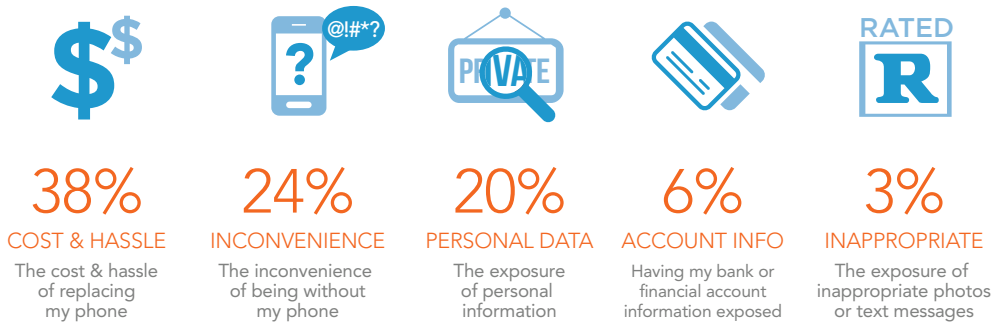 $ $
?
@!#*?
PRIVATE
RATED
R
38%
COST & HASSLE
The cost & hassle
of replacing
my phone
24%
INCONVENIENCE
The inconvenience
of being without
my phone
20%
PERSONAL DATA
The exposure
of personal
information
6%
ACCOUNT INFO
Having my bank or
financial account
information exposed
3%
INAPPROPRIATE
The exposure of
inappropriate photos
or text messages